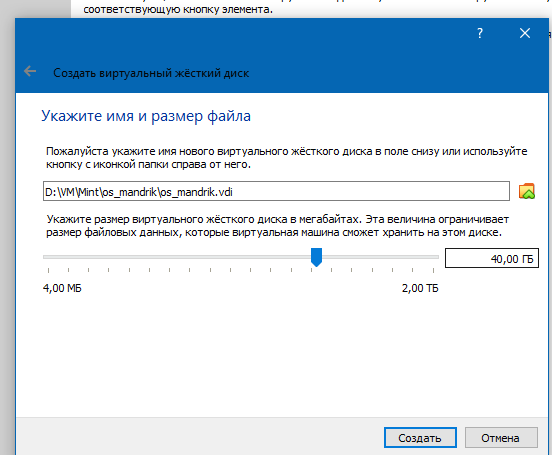 соответствующую кнопку элемента.
?
Создать виртуальный жёсткий диск
Укажите имя и размер файла
Пожалуйста укажите имя нового виртуального жёсткого диска в поле снизу или используйте
кнопку с иконкой папки справа от него.
D:\VM\Mint\os_mandrik\os_mandrik.vdi
Укажите размер виртуального жёсткого диска в мегабайтах. Эта величина ограничивает
размер файловых данных, которые виртуальная машина сможет хранить на этом диске.
40,00 ГБ
4,00 МБ 2,00 ТБ
Создать Отмена